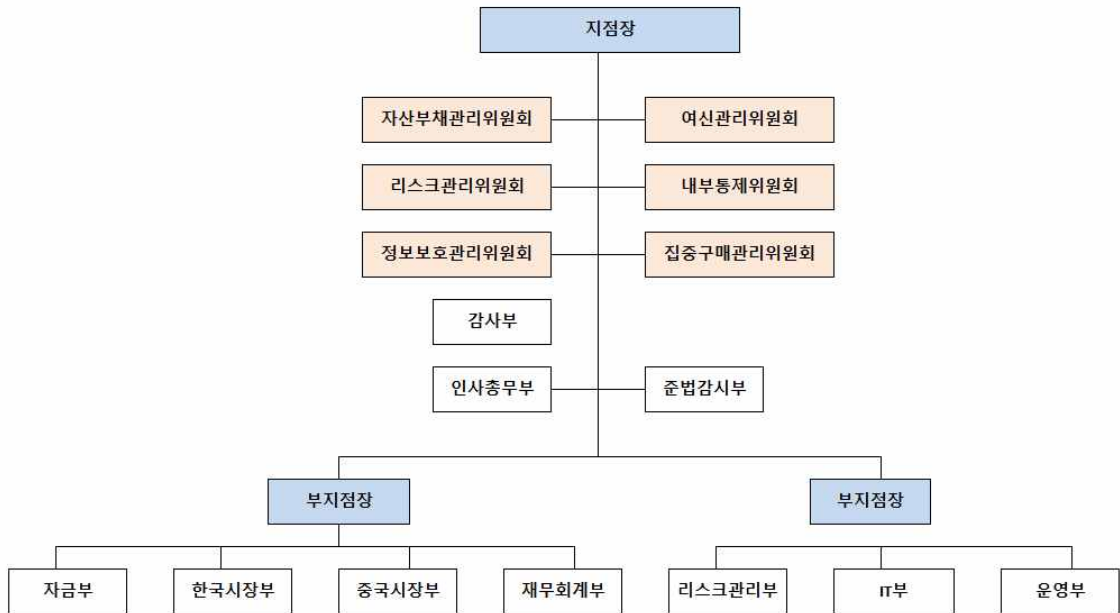 지점장
자산부채관리위원회
여신관리위원회
리스크관리위원회
내부통제위원회
정보보호관리위원회
집중구매관리위원회
감사부
인사총무부
준법감시부
부지점장
부지점장
자금부
한국시장부
중국시장부
재무회계부
리스크관리부
IT부
운영부